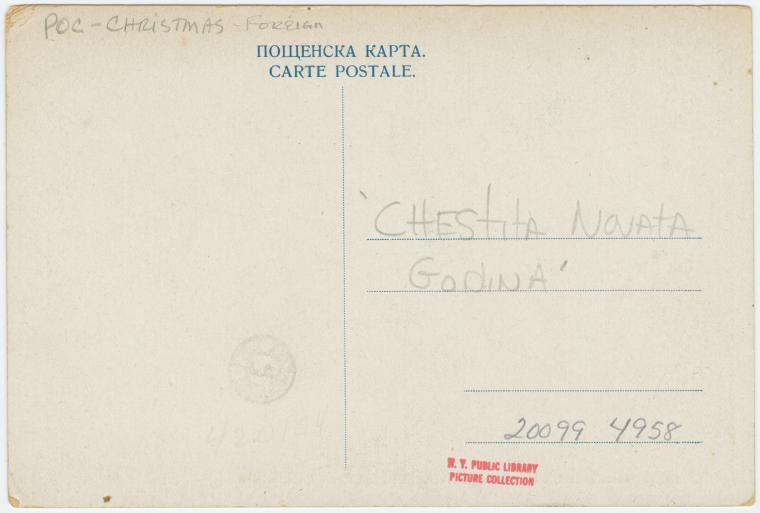 POC - CHRISTMAS - FOREIGN
ПОЩЕНСКА КАРТА.
CARTE POSTALE.
'CHESTITA NOVATA
GODINA'
20099 4958
N. Y. PUBLIC LIBRARY
PICTURE COLLECTION